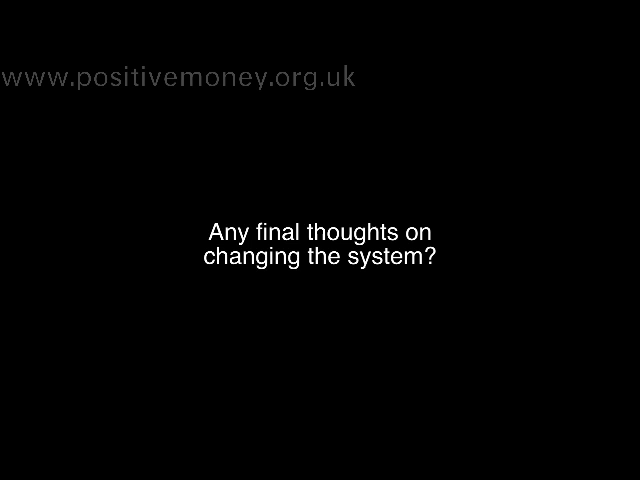 www.positivemoney.org.uk
Any final thoughts on
changing the system?